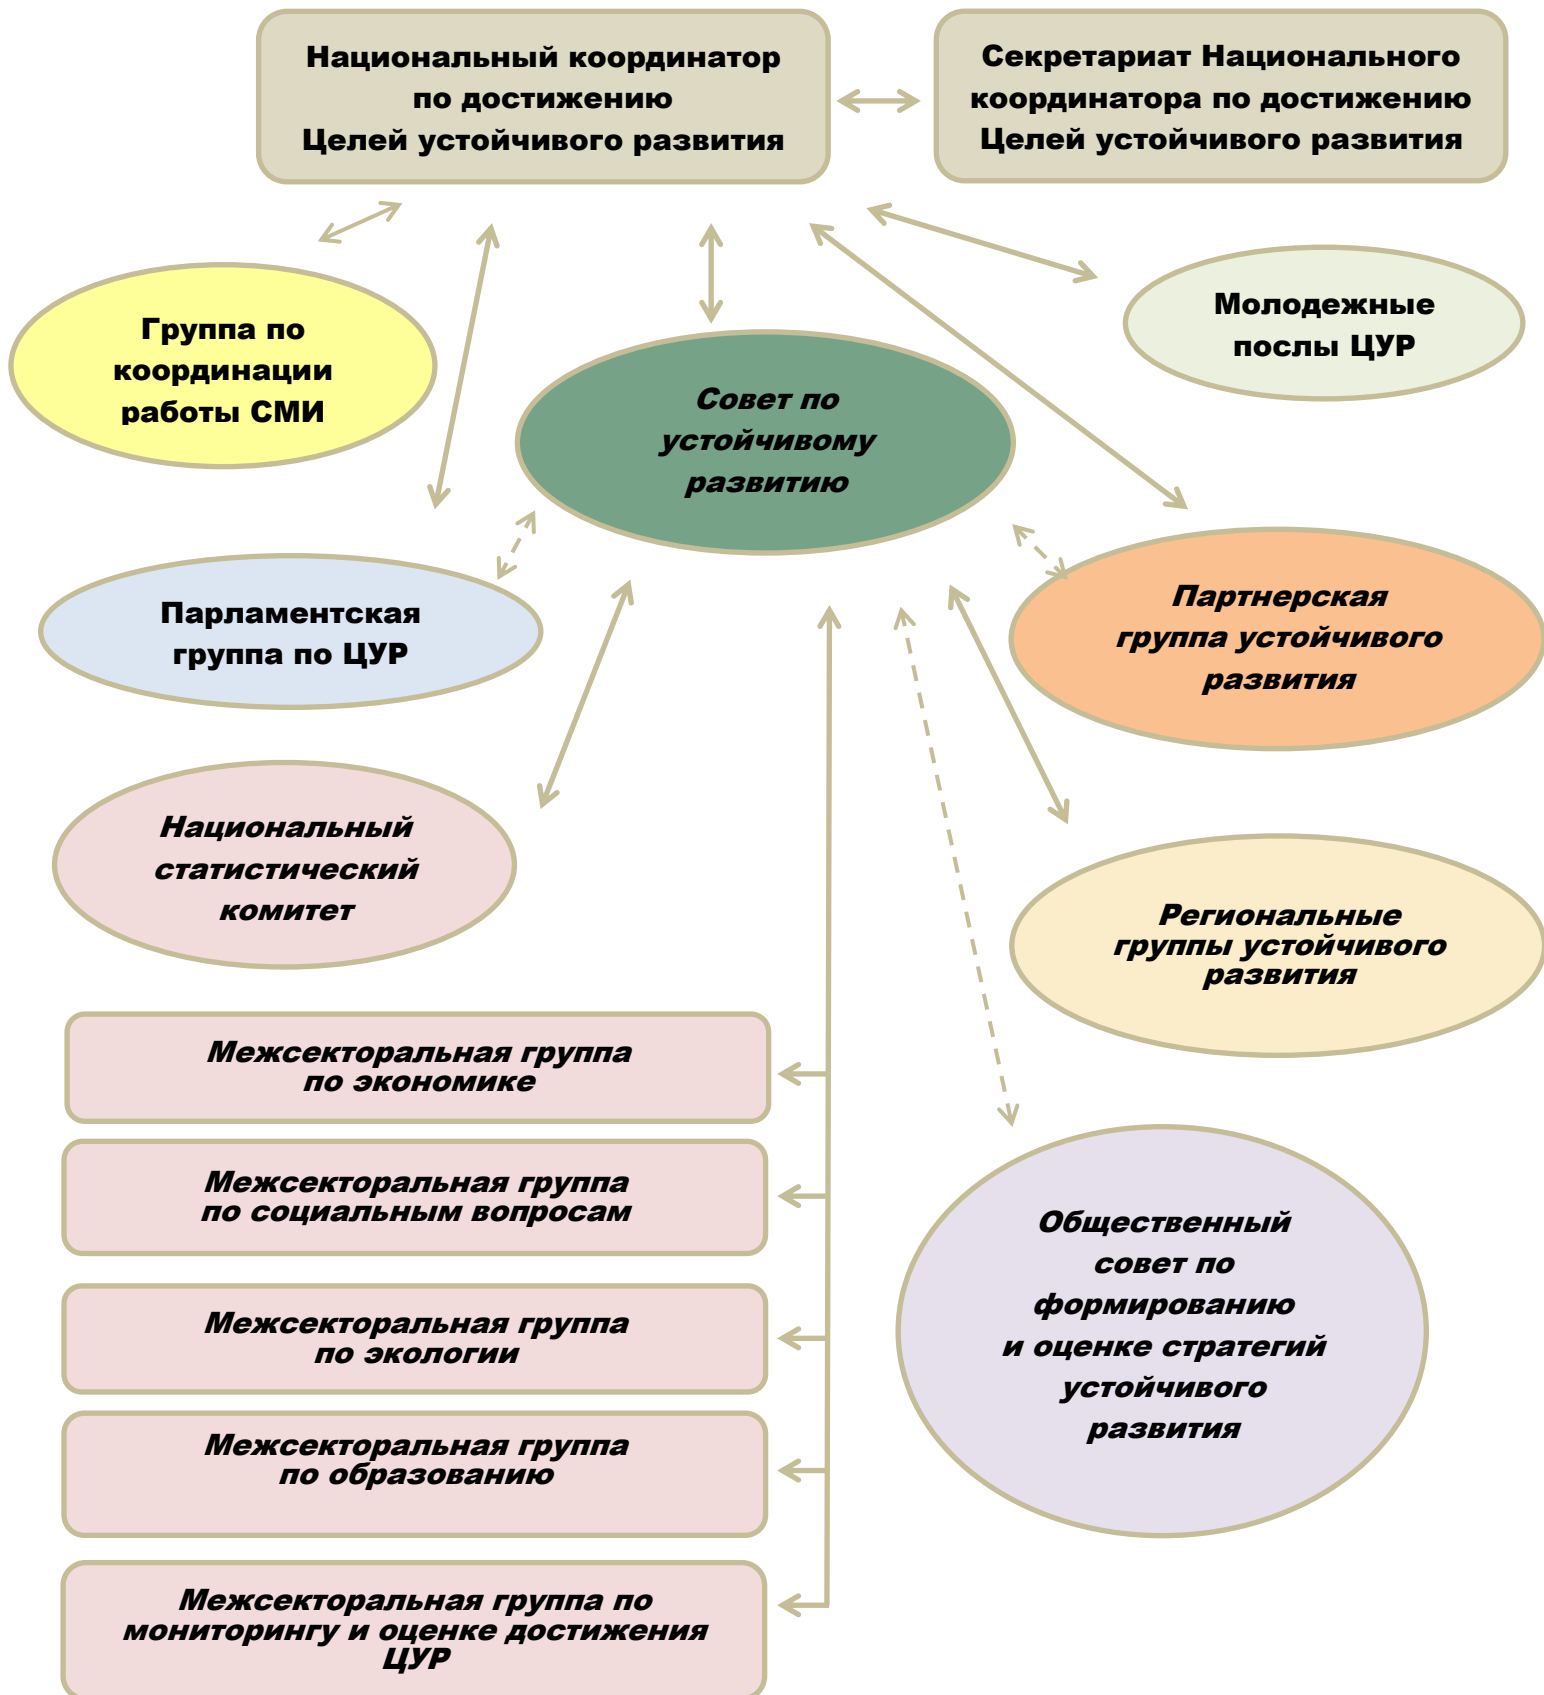 Национальный координатор
по достижению
Целей устойчивого развития
Секретариат Национального
координатора по достижению
Целей устойчивого развития
Группа по
координации
работы СМИ
Молодежные
послы ЦУР
Совет по
устойчивому
развитию
Парламентская
группа по ЦУР
Партнерская
группа устойчивого
развития
Национальный
статистический
комитет
Региональные
группы устойчивого
развития
Межсекторальная группа
по экономике
Межсекторальная группа
по социальным вопросам
Межсекторальная группа
по экологии
Межсекторальная группа
по образованию
Межсекторальная группа по
мониторингу и оценке достижения
ЦУР
Общественный
совет по
формированию
и оценке стратегий
устойчивого
развития